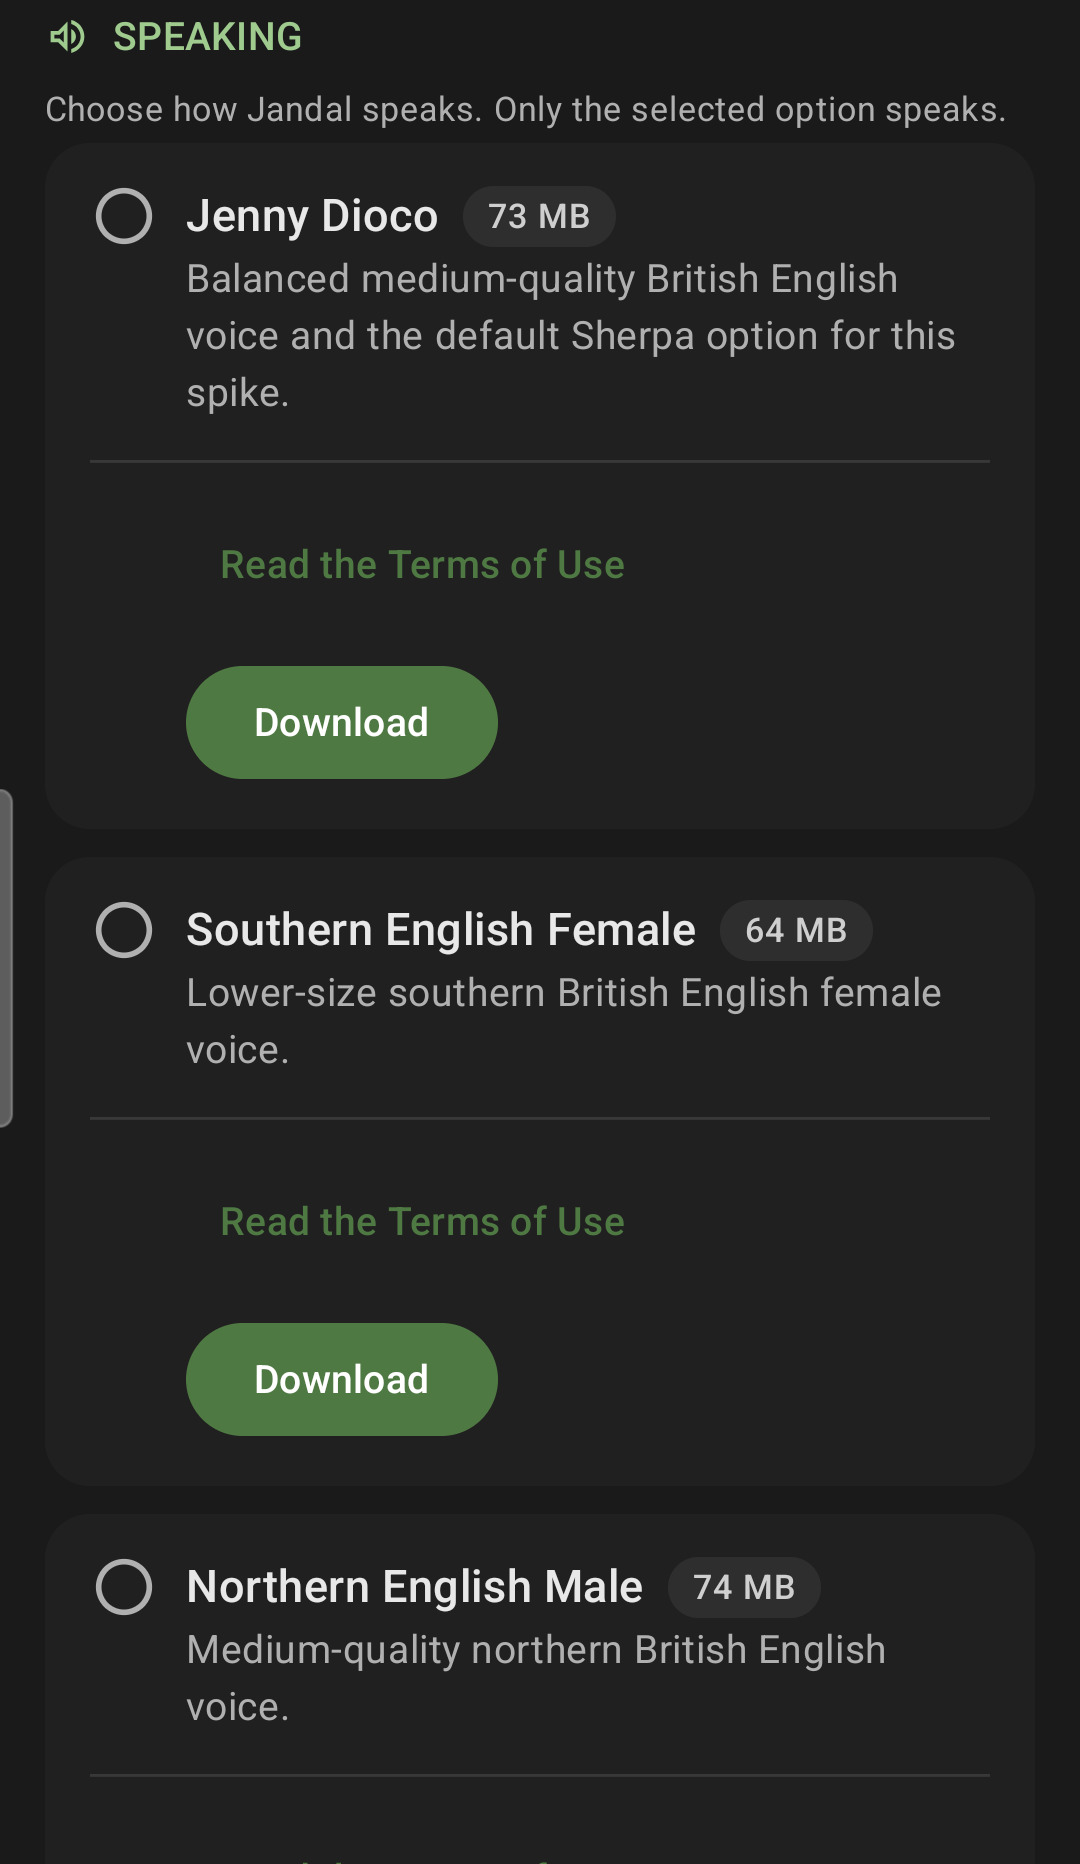 SPEAKING
Choose how Jandal speaks. Only the selected option speaks.
Jenny Dioco 73 MB
Balanced medium-quality British English
voice and the default Sherpa option for this
spike.
Read the Terms of Use
Download
Southern English Female 64 MB
Lower-size southern British English female
voice.
Read the Terms of Use
Download
Northern English Male 74 MB
Medium-quality northern British English
voice.